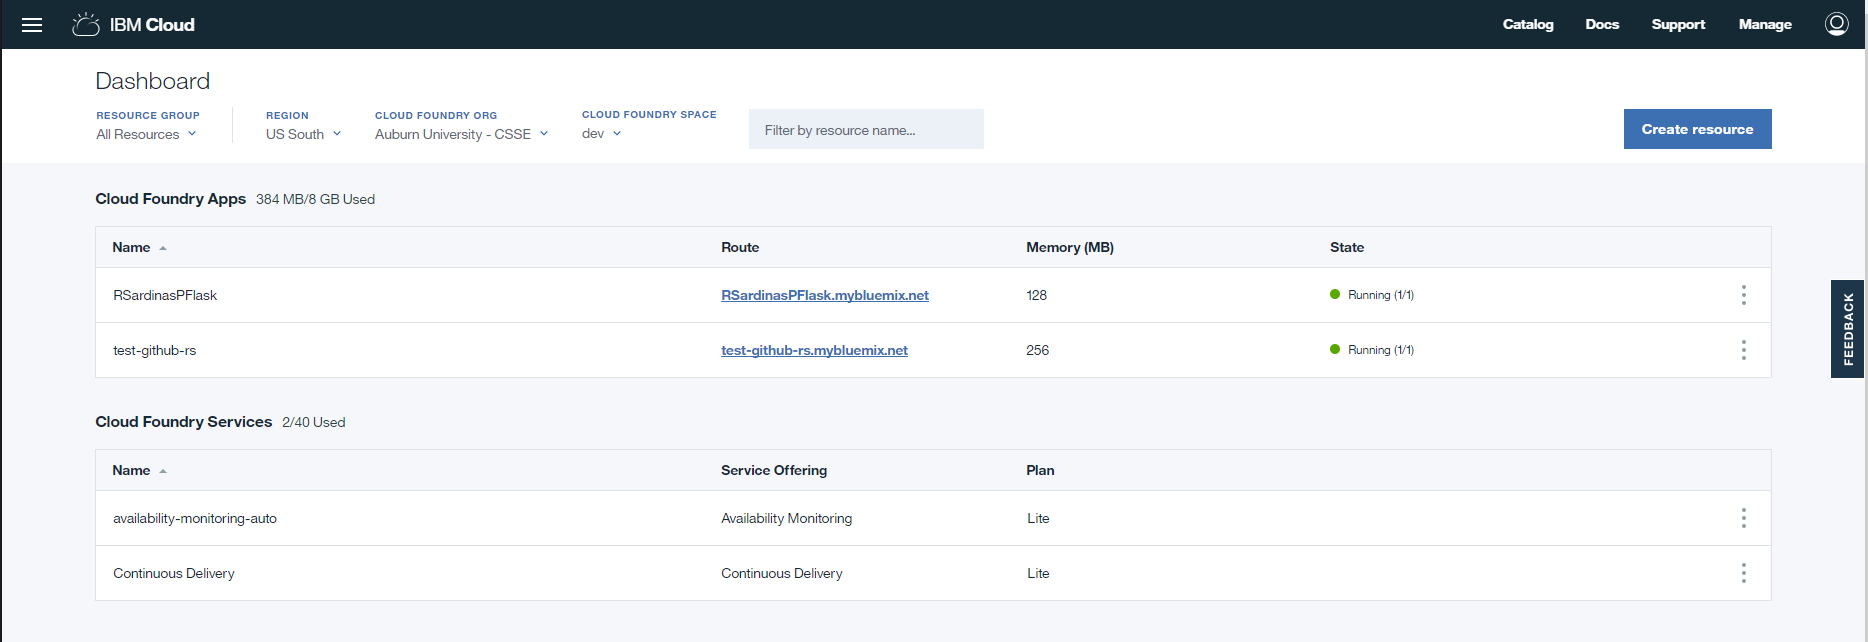 IBM Cloud
Catalog Docs Support Manage
Dashboard
RESOURCE GROUP REGION CLOUD FOUNDRY ORG CLOUD FOUNDRY SPACE
All Resources US South Auburn University - CSSE dev
Filter by resource name...
Create resource
Cloud Foundry Apps 384 MB/8 GB Used
Name Route Memory (MB) State
RSardinasPFlask RSardinasPFlask.mybluemix.net 128 Running (1/1)
test-github-rs test-github-rs.mybluemix.net 256 Running (1/1)
FEEDBACK
Cloud Foundry Services 2/40 Used
Name Service Offering Plan
availability-monitoring-auto Availability Monitoring Lite
Continuous Delivery Continuous Delivery Lite